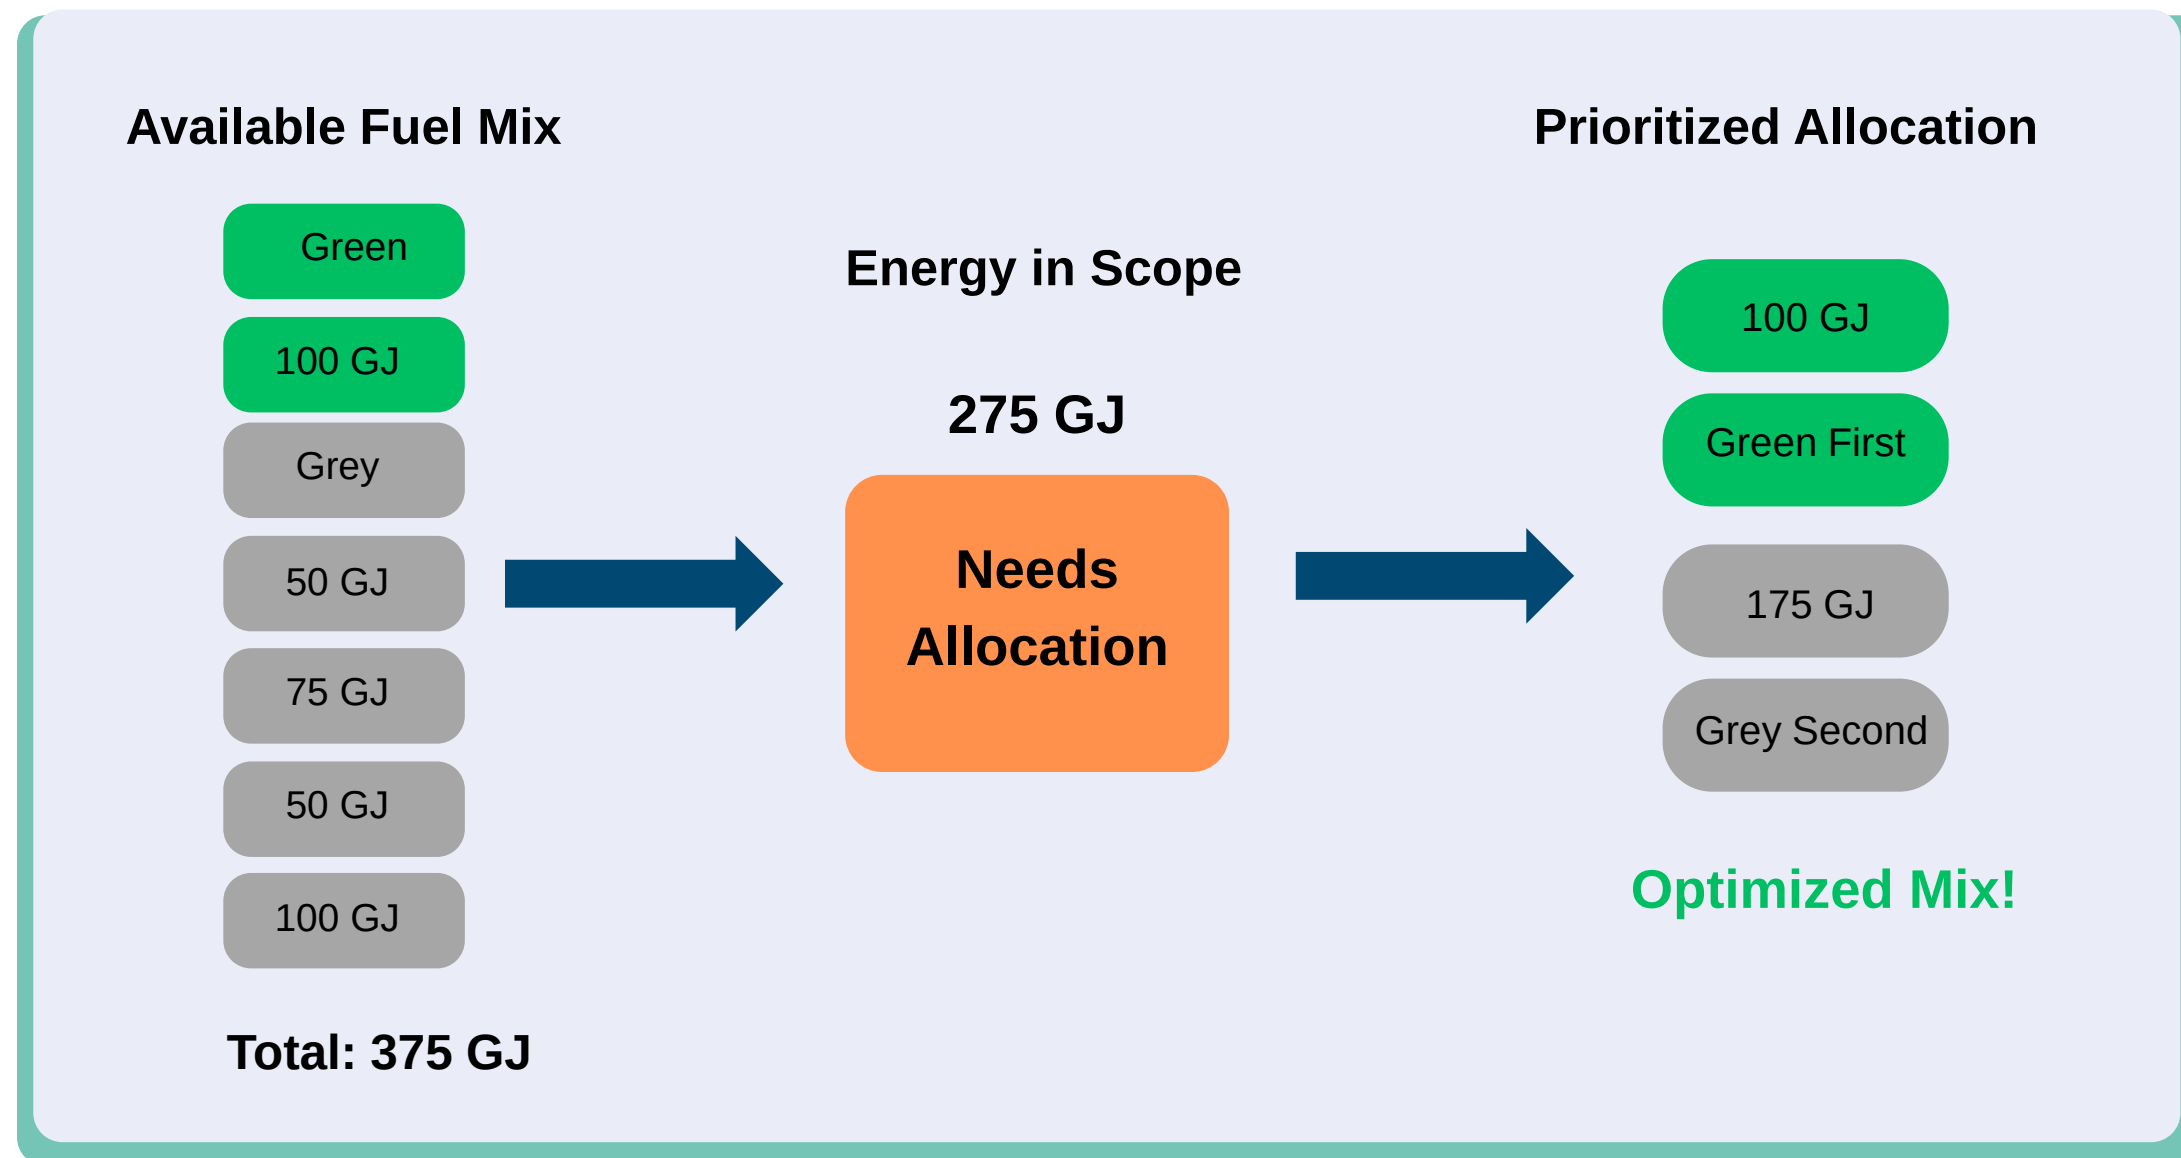 Available Fuel Mix
Green
100 GJ
Grey
50 GJ
75 GJ
50 GJ
100 GJ
Total: 375 GJ
Energy in Scope
275 GJ
Needs
Allocation
Prioritized Allocation
100 GJ
Green First
175 GJ
Grey Second
Optimized Mix!